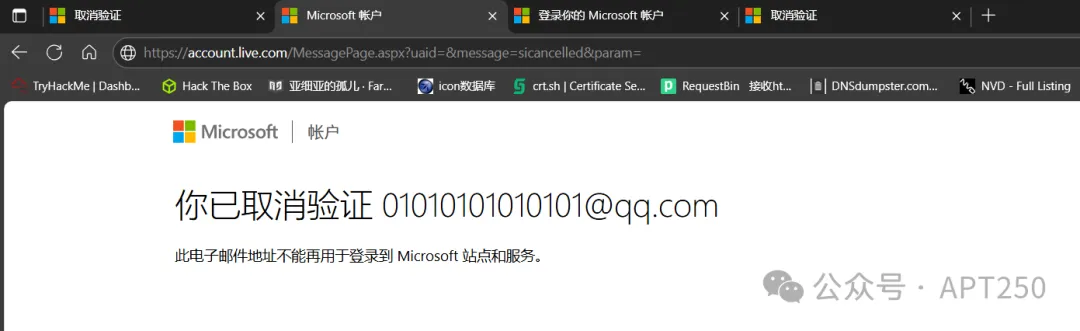 取消验证
Microsoft 帐户
登录你的 Microsoft 帐户
取消验证
https://account.live.com/MessagePage.aspx?uaid=&message=sicancelled&param=
TryHackMe | Dashb...
Hack The Box
亚细亚的孤儿 · Far...
icon数据库
crt.sh | Certificate Se...
RequestBin 接收ht...
DNSdumpster.com...
NVD - Full Listing
Microsoft | 帐户
你已取消验证 01010101010101@qq.com
此电子邮件地址不能再用于登录到 Microsoft 站点和服务。
公众号 · APT250